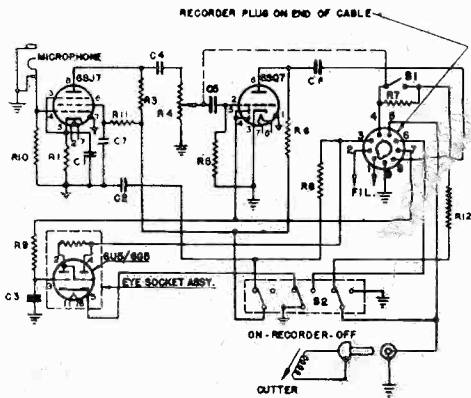 RECORDER PLUG ON END OF CABLE
MICROPHONE
6SJ7
C4
R3
R4
C5
6SQ7
R6
S1
R7
R11
C7
R10
R1
C2
R5
R8
FIL.
R12
R9
6U5/6G5
C3
EYE SOCKET ASSY.
S2
ON-RECORDER-OFF
CUTTER